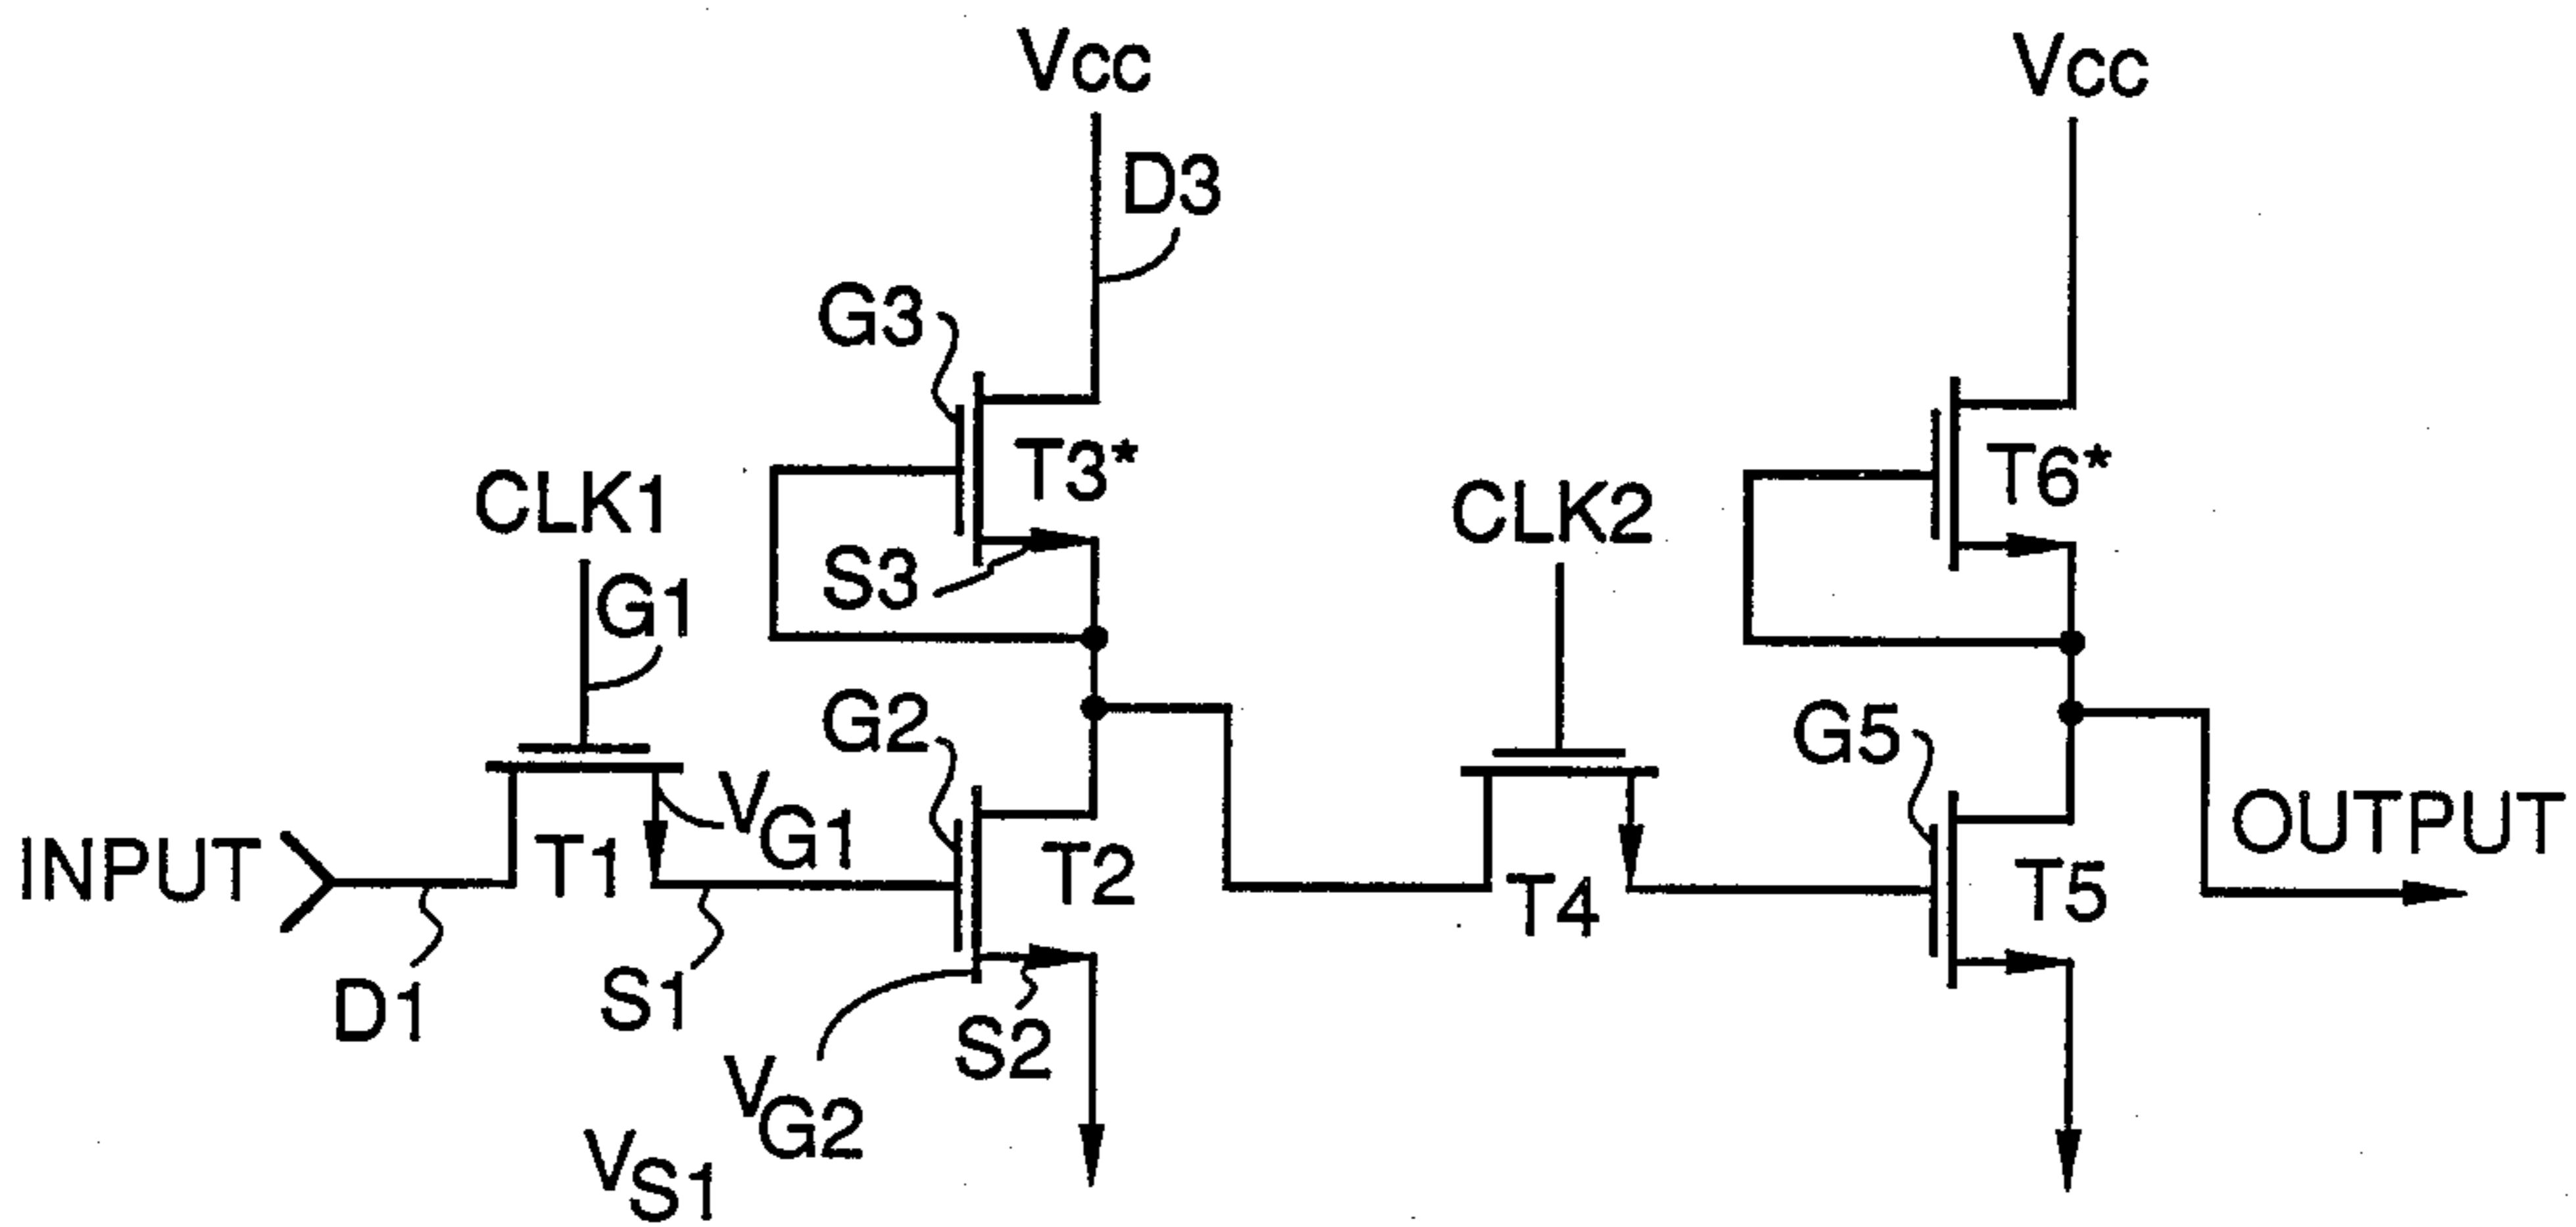 Vcc
Vcc
D3
G3
T3*
T6*
CLK1
CLK2
S3
G1
G2
G5
VG1
INPUT
T1
T2
T4
T5
OUTPUT
D1
S1
S2
VG2
VS1